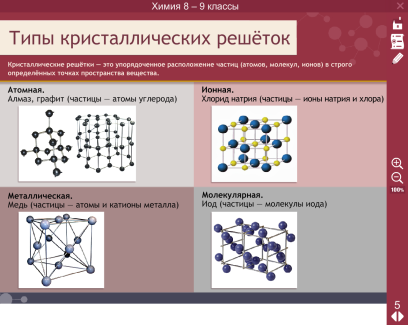 Химия 8 – 9 классы
Типы кристаллических решёток
Кристаллические решётки — это упорядоченное расположение частиц (атомов, молекул, ионов) в строго
определённых точках пространства вещества.
Атомная.
Алмаз, графит (частицы — атомы углерода)
Ионная.
Хлорид натрия (частицы — ионы натрия и хлора)
Металлическая.
Медь (частицы — атомы и катионы металла)
Молекулярная.
Иод (частицы — молекулы иода)
100%
5